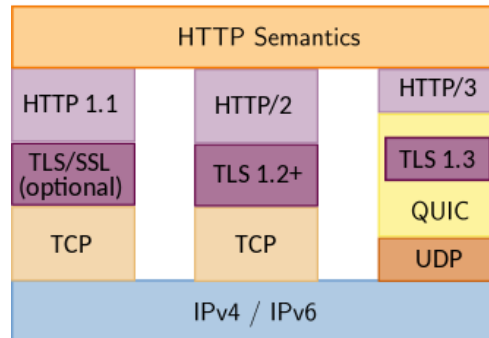 HTTP Semantics
HTTP 1.1
HTTP/2
HTTP/3
TLS/SSL
(optional)
TLS 1.2+
TLS 1.3
TCP
TCP
QUIC
UDP
IPv4 / IPv6